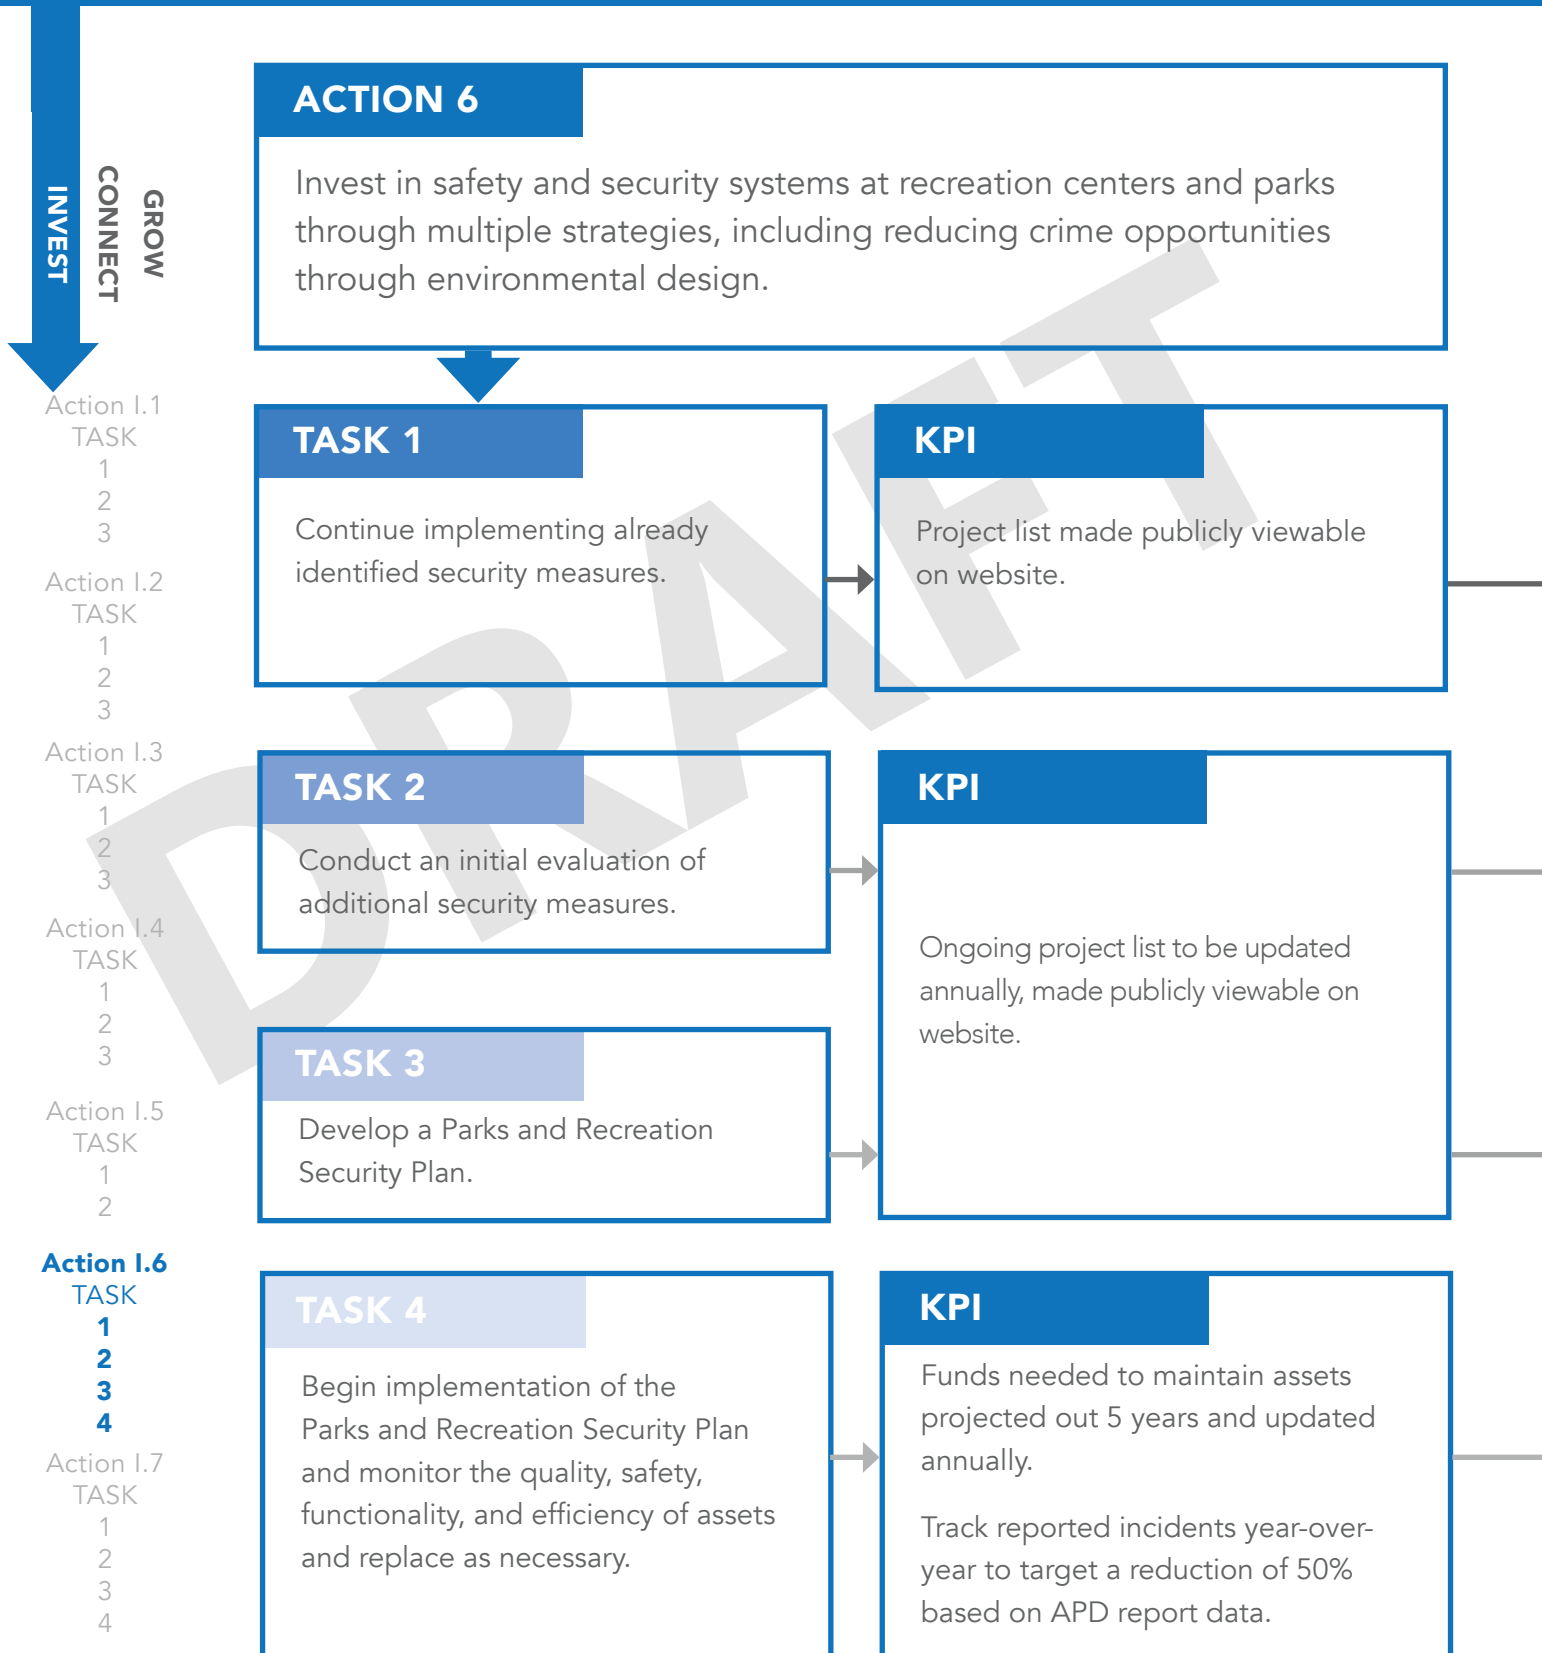 GROW
CONNECT
INVEST
ACTION 6
Invest in safety and security systems at recreation centers and parks
through multiple strategies, including reducing crime opportunities
through environmental design.
Action I.1
TASK
1
2
3
Action I.2
TASK
1
2
3
Action I.3
TASK
1
2
3
Action I.4
TASK
1
2
3
Action I.5
TASK
1
2
Action I.6
TASK
1
2
3
4
Action I.7
TASK
1
2
3
4
TASK 1
Continue implementing already
identified security measures.
KPI
Project list made publicly viewable
on website.
TASK 2
Conduct an initial evaluation of
additional security measures.
TASK 3
Develop a Parks and Recreation
Security Plan.
KPI
Ongoing project list to be updated
annually, made publicly viewable on
website.
TASK 4
Begin implementation of the
Parks and Recreation Security Plan
and monitor the quality, safety,
functionality, and efficiency of assets
and replace as necessary.
KPI
Funds needed to maintain assets
projected out 5 years and updated
annually.
Track reported incidents year-over-
year to target a reduction of 50%
based on APD report data.
DRAFT